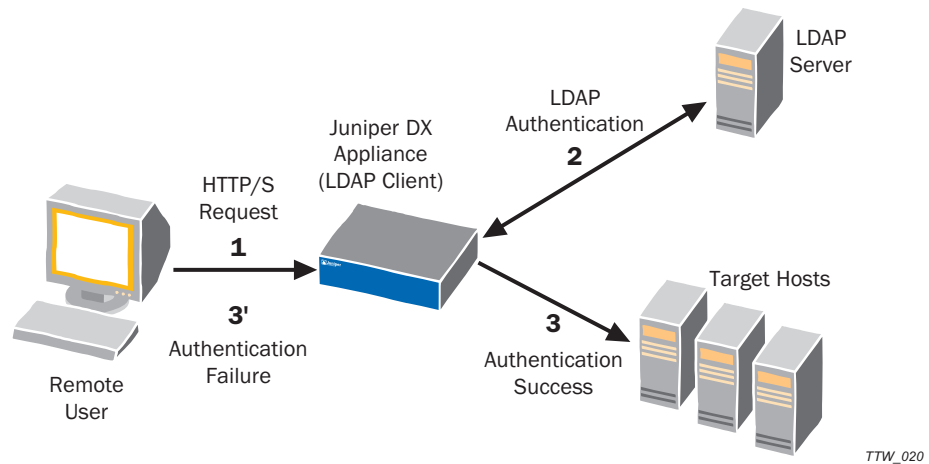 LDAP
Server
LDAP
Authentication
2
Juniper DX
Appliance
(LDAP Client)
HTTP/S
Request
1
3'
Authentication
Failure
Remote
User
Juniper
3
Authentication
Success
Target Hosts
TTW_020